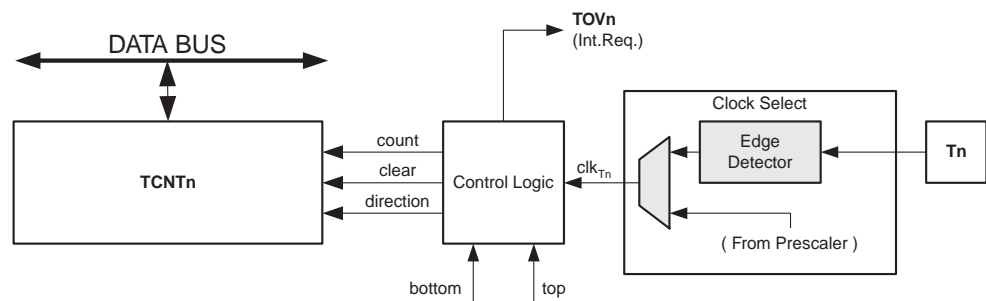 TOVn
(Int.Req.)
DATA BUS
Clock Select
count
Edge
Detector
Tn
TCNTn
clear
Control Logic
clkTn
direction
( From Prescaler )
bottom
top